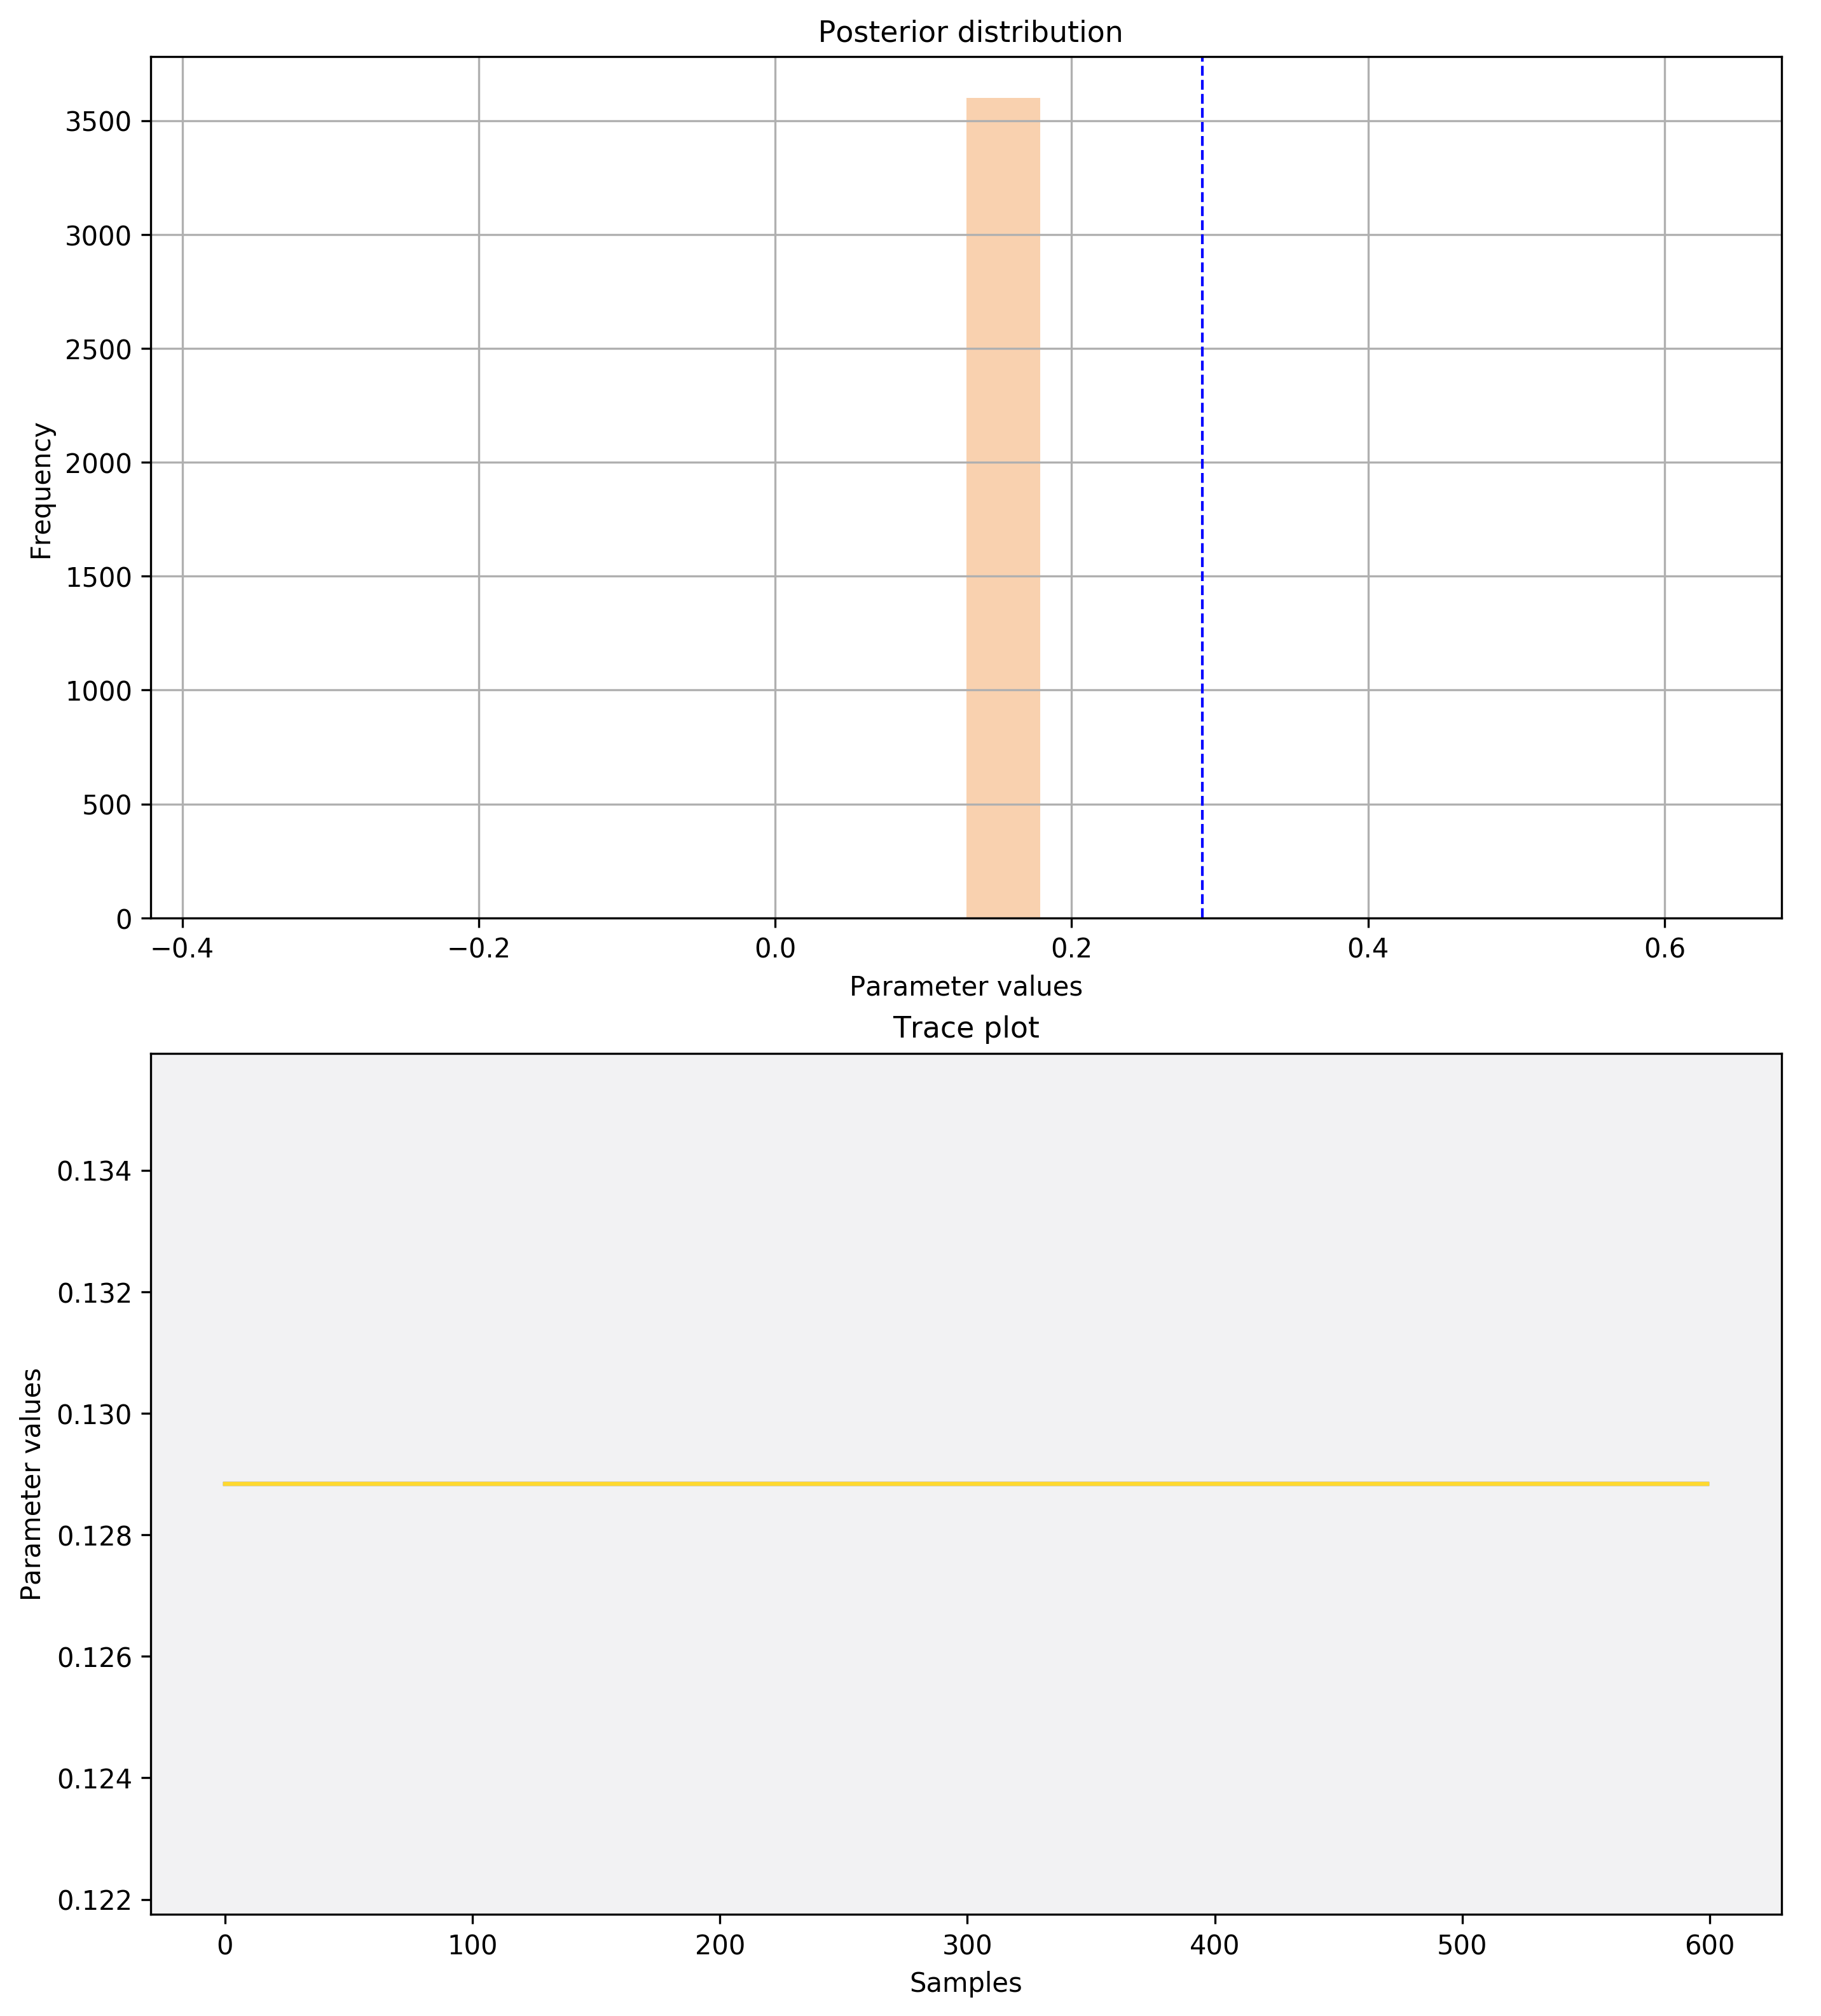 Posterior distribution
3500
3000
2500
2000
1500
1000
500
0
Frequency
−0.4 −0.2 0.0 0.2 0.4 0.6
Parameter values
Trace plot
0.134
0.132
0.130
0.128
0.126
0.124
0.122
Parameter values
0 100 200 300 400 500 600
Samples